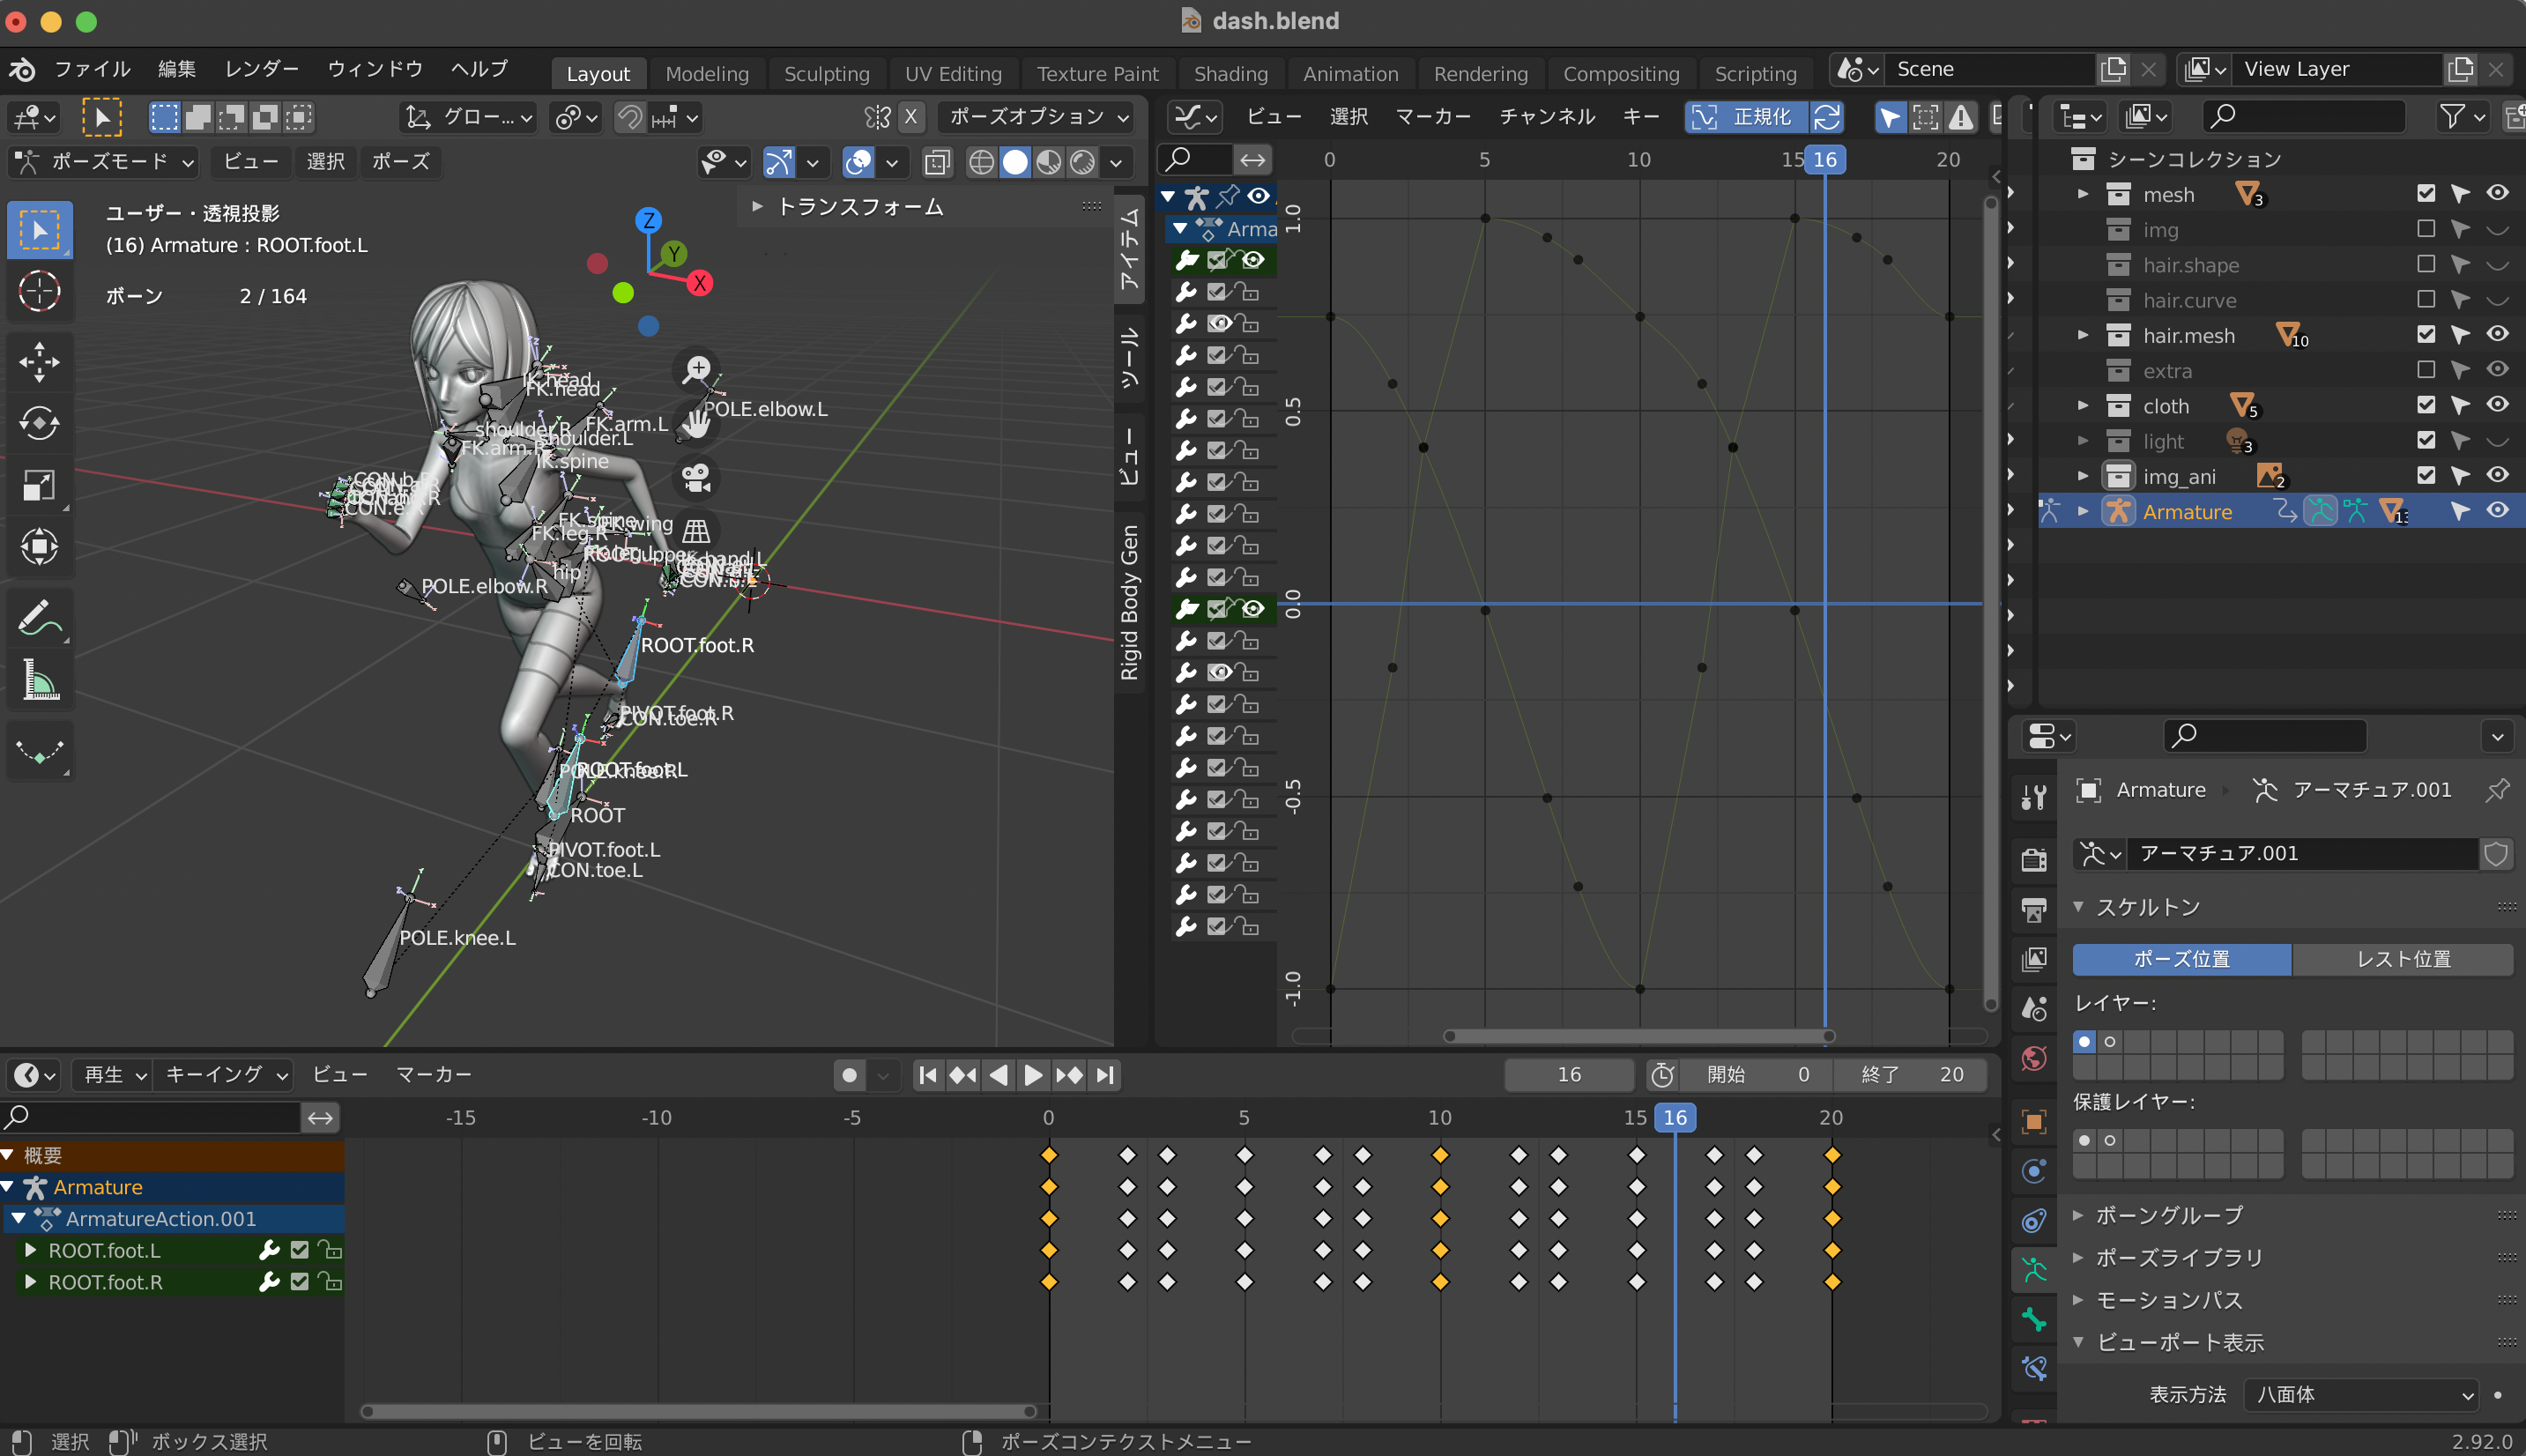 dash.blend
ファイル 編集 レンダー ウィンドウ ヘルプ Layout Modeling Sculpting UV Editing Texture Paint Shading Animation Rendering Compositing Scripting Scene View Layer
グロー... X ポーズオプション
ポーズモード ビュー 選択 ポーズ
ユーザー・透視投影
(16) Armature : ROOT.foot.L
ボーン 2 / 164
トランスフォーム
Z
Y
X
アイテム
ツール
ビュー
Rigid Body Gen
FK.head
POLE.elbow.L
shoulder.R
FK.arm.L
shoulder.L
FK.arm.R
IK.spine
FK.leg.R
hip
POLE.elbow.R
ROOT.foot.R
PIVOT.foot.R
CON.toe.R
ROOT.foot.L
ROOT
PIVOT.foot.L
CON.toe.L
POLE.knee.L
ビュー 選択 マーカー チャンネル キー 正規化
0 5 10 15 16 20
Arma
1.0
0.5
0.0
-0.5
-1.0
シーンコレクション
mesh 3
img
hair.shape
hair.curve
hair.mesh 10
extra
cloth 5
light 3
img_ani 2
Armature
Armature アーマチュア.001
アーマチュア.001
スケルトン
ポーズ位置 レスト位置
レイヤー:
保護レイヤー:
ボーングループ
ポーズライブラリ
モーションパス
ビューポート表示
表示方法 八面体
再生 キーイング ビュー マーカー 16 開始 0 終了 20
-15 -10 -5 0 5 10 15 16 20
概要
Armature
ArmatureAction.001
ROOT.foot.L
ROOT.foot.R
選択 ボックス選択 ビューを回転 ポーズコンテクストメニュー 2.92.0